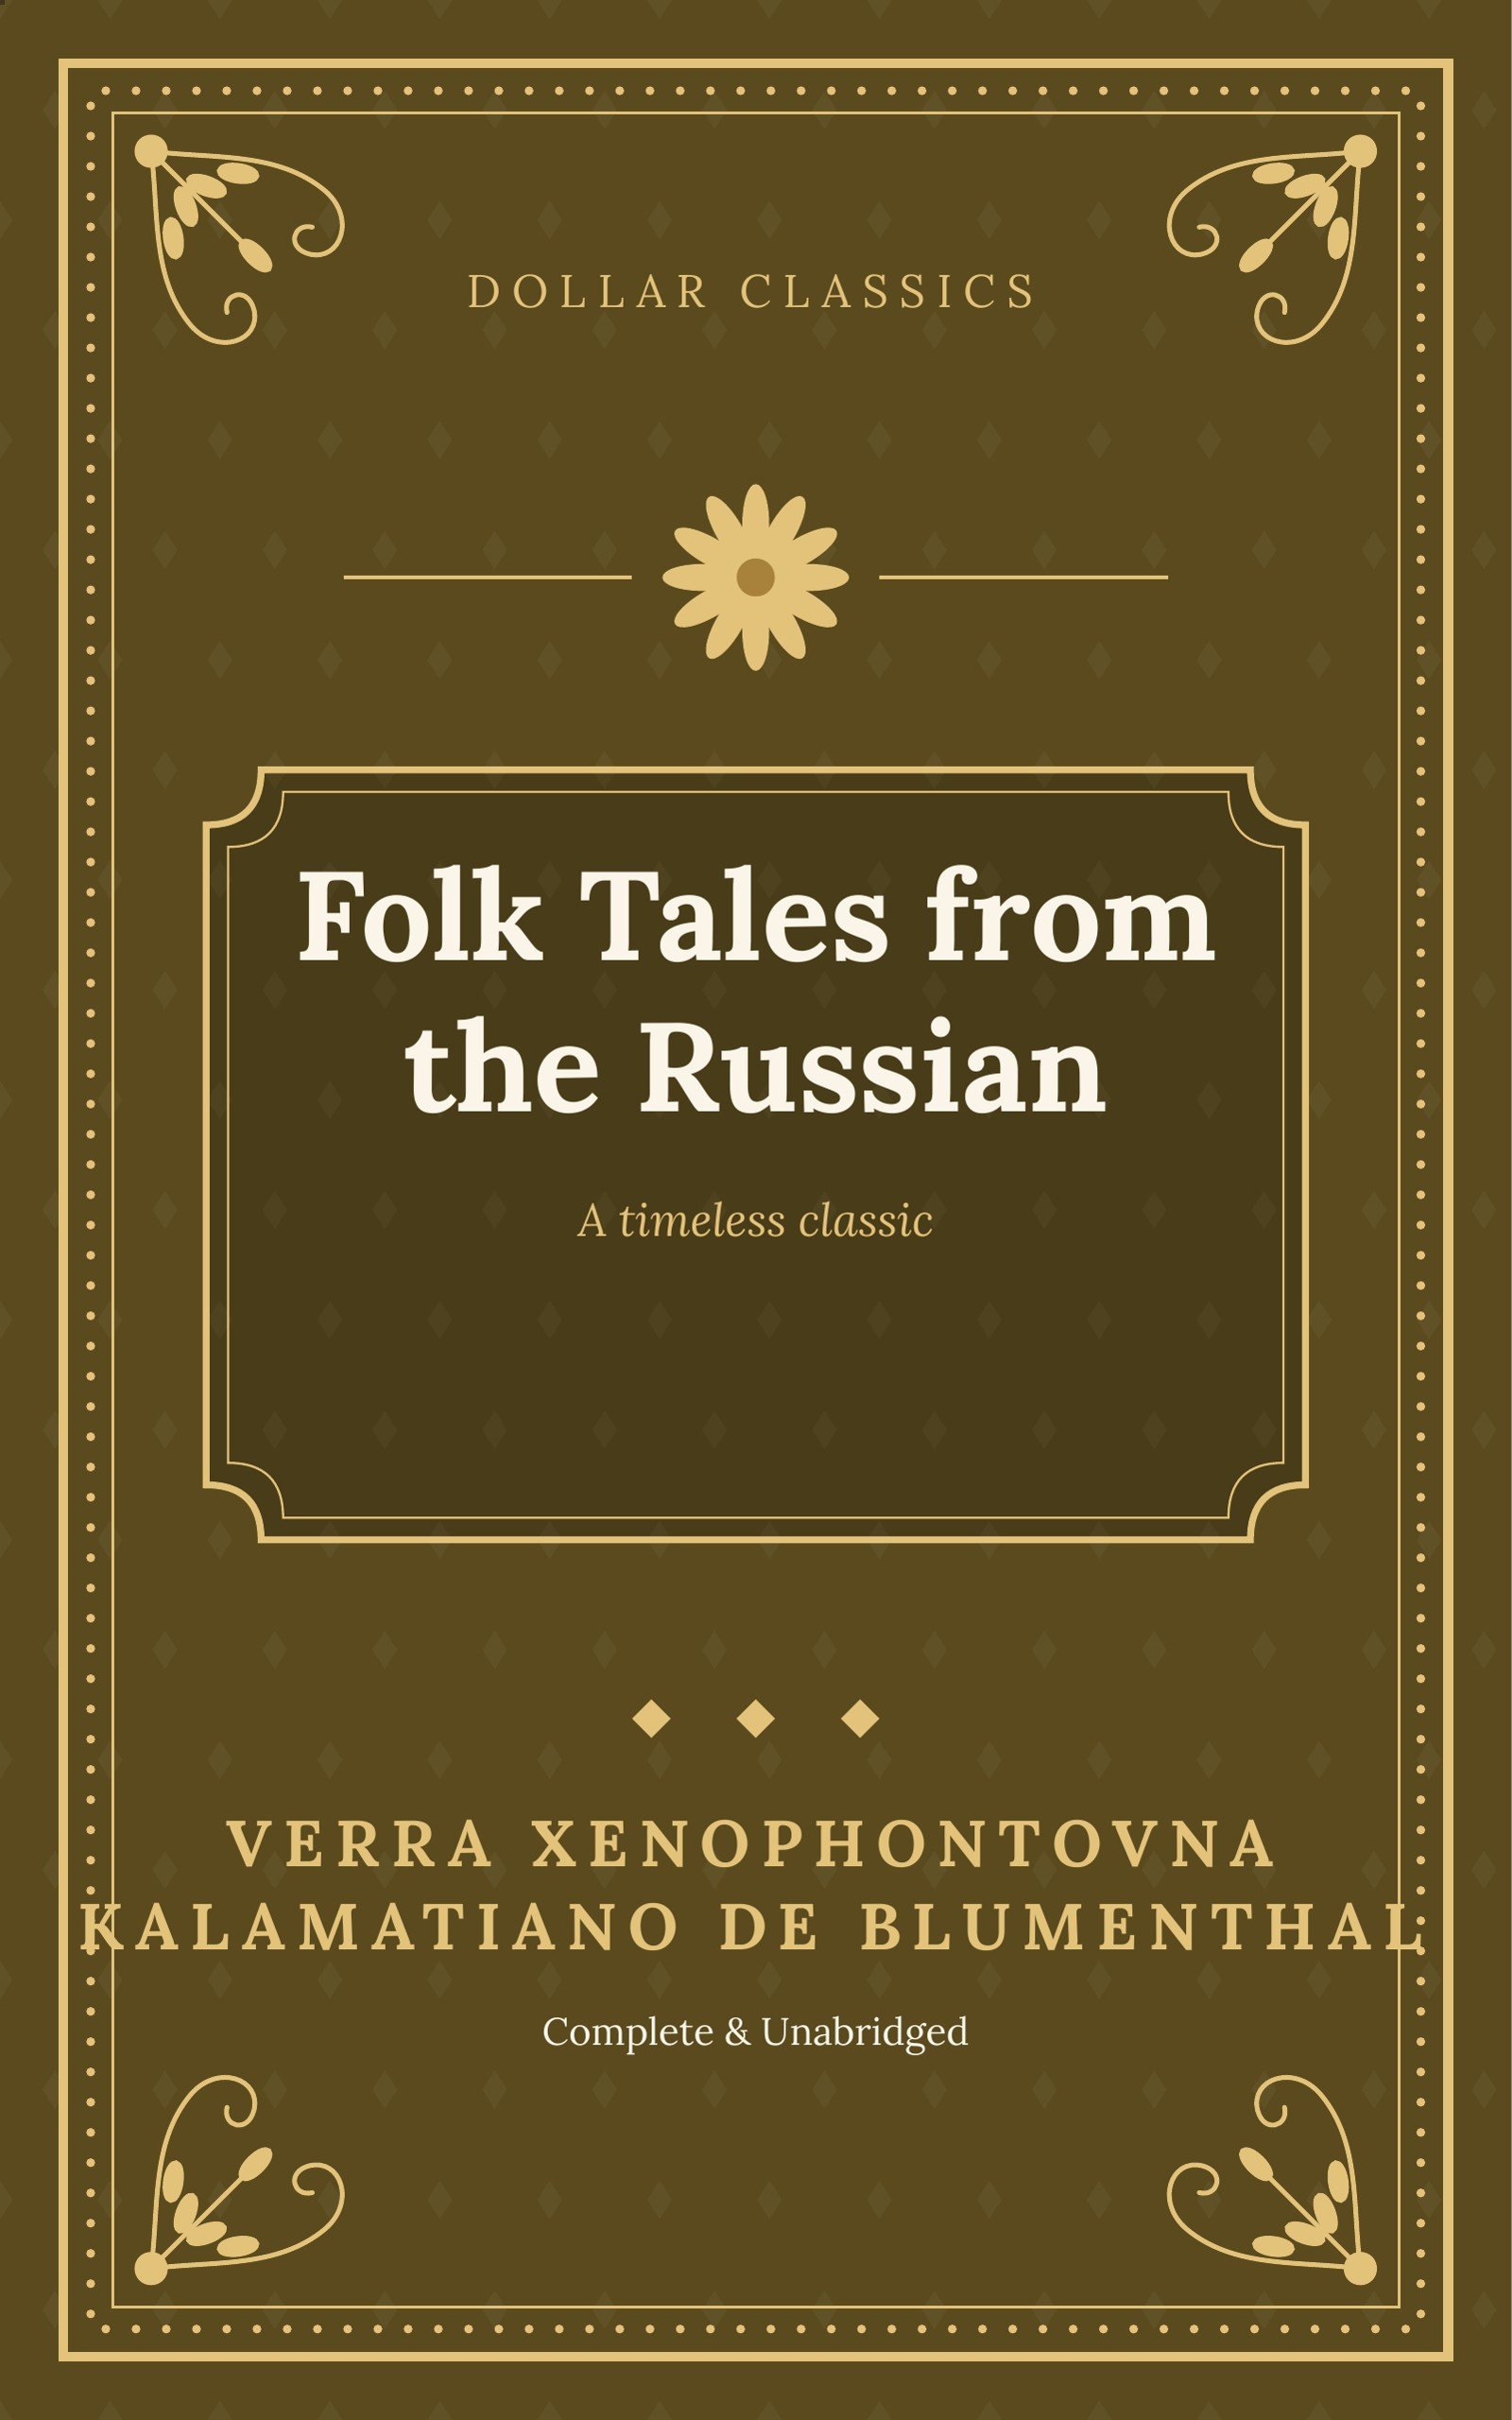 DOLLAR CLASSICS
Folk Tales from
the Russian
A timeless classic
VERRA XENOPHONTOVNA
KALAMATIANO DE BLUMENTHAL
Complete & Unabridged